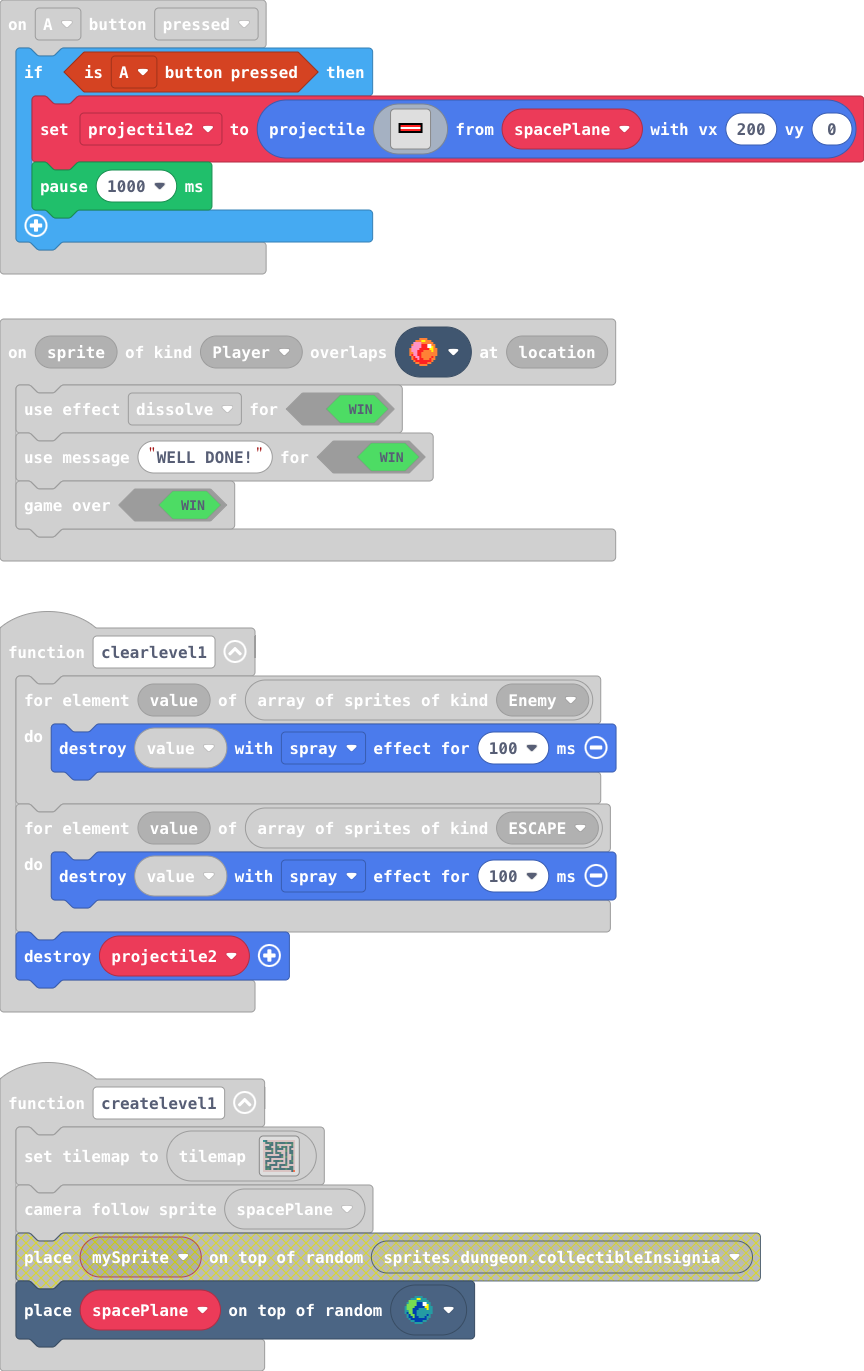 on A button pressed
if is A button pressed then
set projectile2 to projectile from spacePlane with vx 200 vy 0
pause 1000 ms
on sprite of kind Player overlaps at location
use effect dissolve for WIN
use message "WELL DONE!" for WIN
game over WIN
function clearlevel1
for element value of array of sprites of kind Enemy
do destroy value with spray effect for 100 ms
for element value of array of sprites of kind ESCAPE
do destroy value with spray effect for 100 ms
destroy projectile2
function createlevel1
set tilemap to tilemap
camera follow sprite spacePlane
place mySprite on top of random sprites.dungeon.collectibleInsignia
place spacePlane on top of random